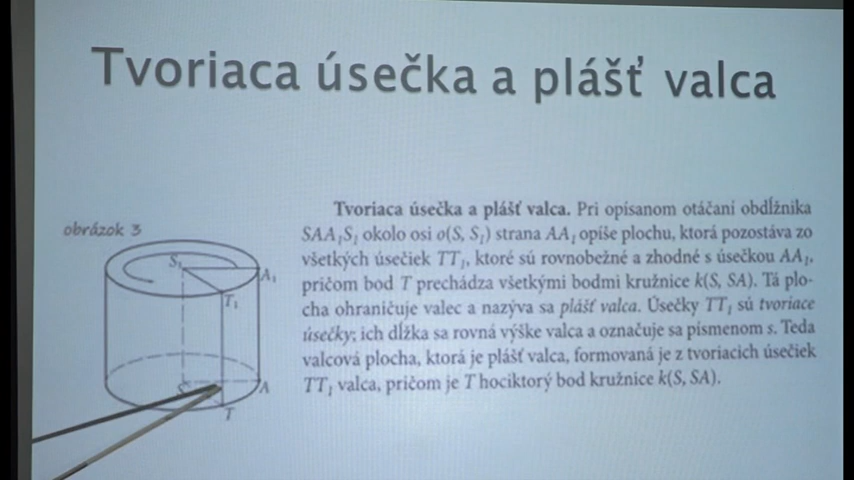 Tvoriaca úsečka a plášť valca
obrázok 3
S₁
A₁
T₁
A
T
Tvoriaca úsečka a plášť valca. Pri opísanom otáčaní obdĺžnika
SAA₁S₁ okolo osi o(S, S₁) strana AA₁ opíše plochu, ktorá pozostáva zo
všetkých úsečiek TT₁, ktoré sú rovnobežné a zhodné s úsečkou AA₁,
pričom bod T prechádza všetkými bodmi kružnice k(S, SA). Tá plo-
cha ohraničuje valec a nazýva sa plášť valca. Úsečky TT₁ sú tvoriace
úsečky; ich dĺžka sa rovná výške valca a označuje sa písmenom s. Teda
valcová plocha, ktorá je plášť valca, formovaná je z tvoriacich úsečiek
TT₁ valca, pričom je T hociktorý bod kružnice k(S, SA).